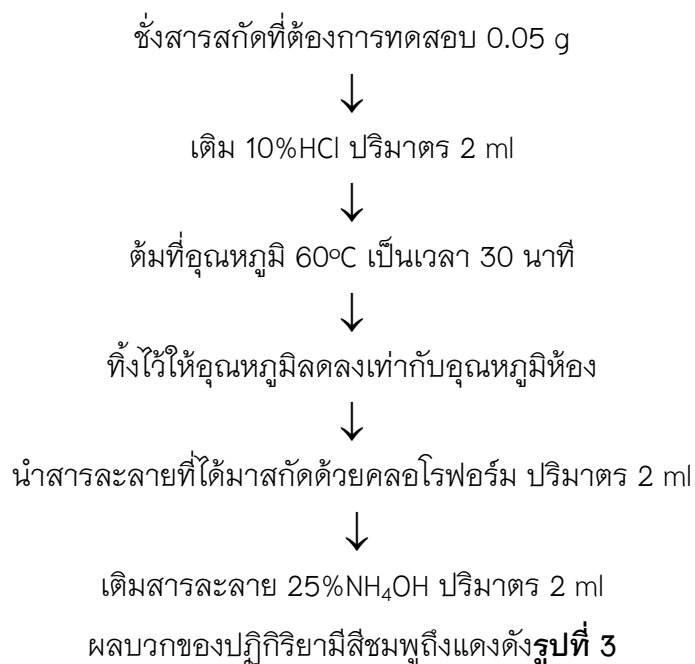 ชั่งสารสกัดที่ต้องการทดสอบ 0.05 g
↓
เติม 10%HCl ปริมาตร 2 ml
↓
ต้มที่อุณหภูมิ 60°C เป็นเวลา 30 นาที
↓
ทิ้งไว้ให้อุณหภูมิลดลงเท่ากับอุณหภูมิห้อง
↓
นำสารละลายที่ได้มาสกัดด้วยคลอโรฟอร์ม ปริมาตร 2 ml
↓
เติมสารละลาย 25%NH₄OH ปริมาตร 2 ml
ผลบวกของปฏิกิริยามีสีชมพูถึงแดงดังรูปที่ 3